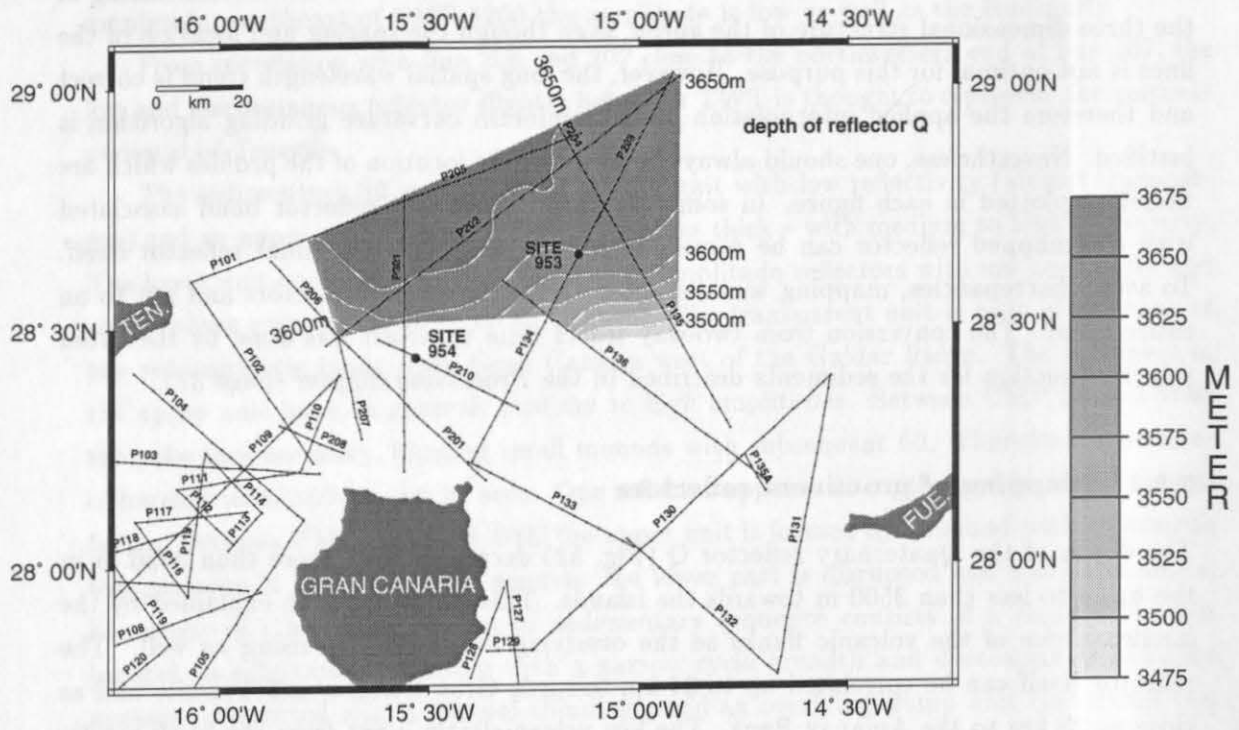 16° 00'W
15° 30'W
15° 00'W
14° 30'W
29° 00'N
0 km 20
3650m
3650m
29° 00'N
depth of reflector Q
P204
P209
P205
P203
SITE
953
3600m
P301
P101
P206
3550m
3500m
28° 30'N
TEN.
3600m
SITE
954
P195
28° 30'N
P134
P136
P102
P210
P104
P110
P207
P109
P208
P201
P103
P111
P114
P135
P133
P117
P113
P130
P131
FUE
P118
P115
P116
28° 00'N
GRAN CANARIA
28° 00'N
P127
P132
P108
P119
P129
P128
P120
P105
16° 00'W
15° 30'W
15° 00'W
14° 30'W
3675
3650
3625
3600
3575
3550
3525
3500
3475
METER